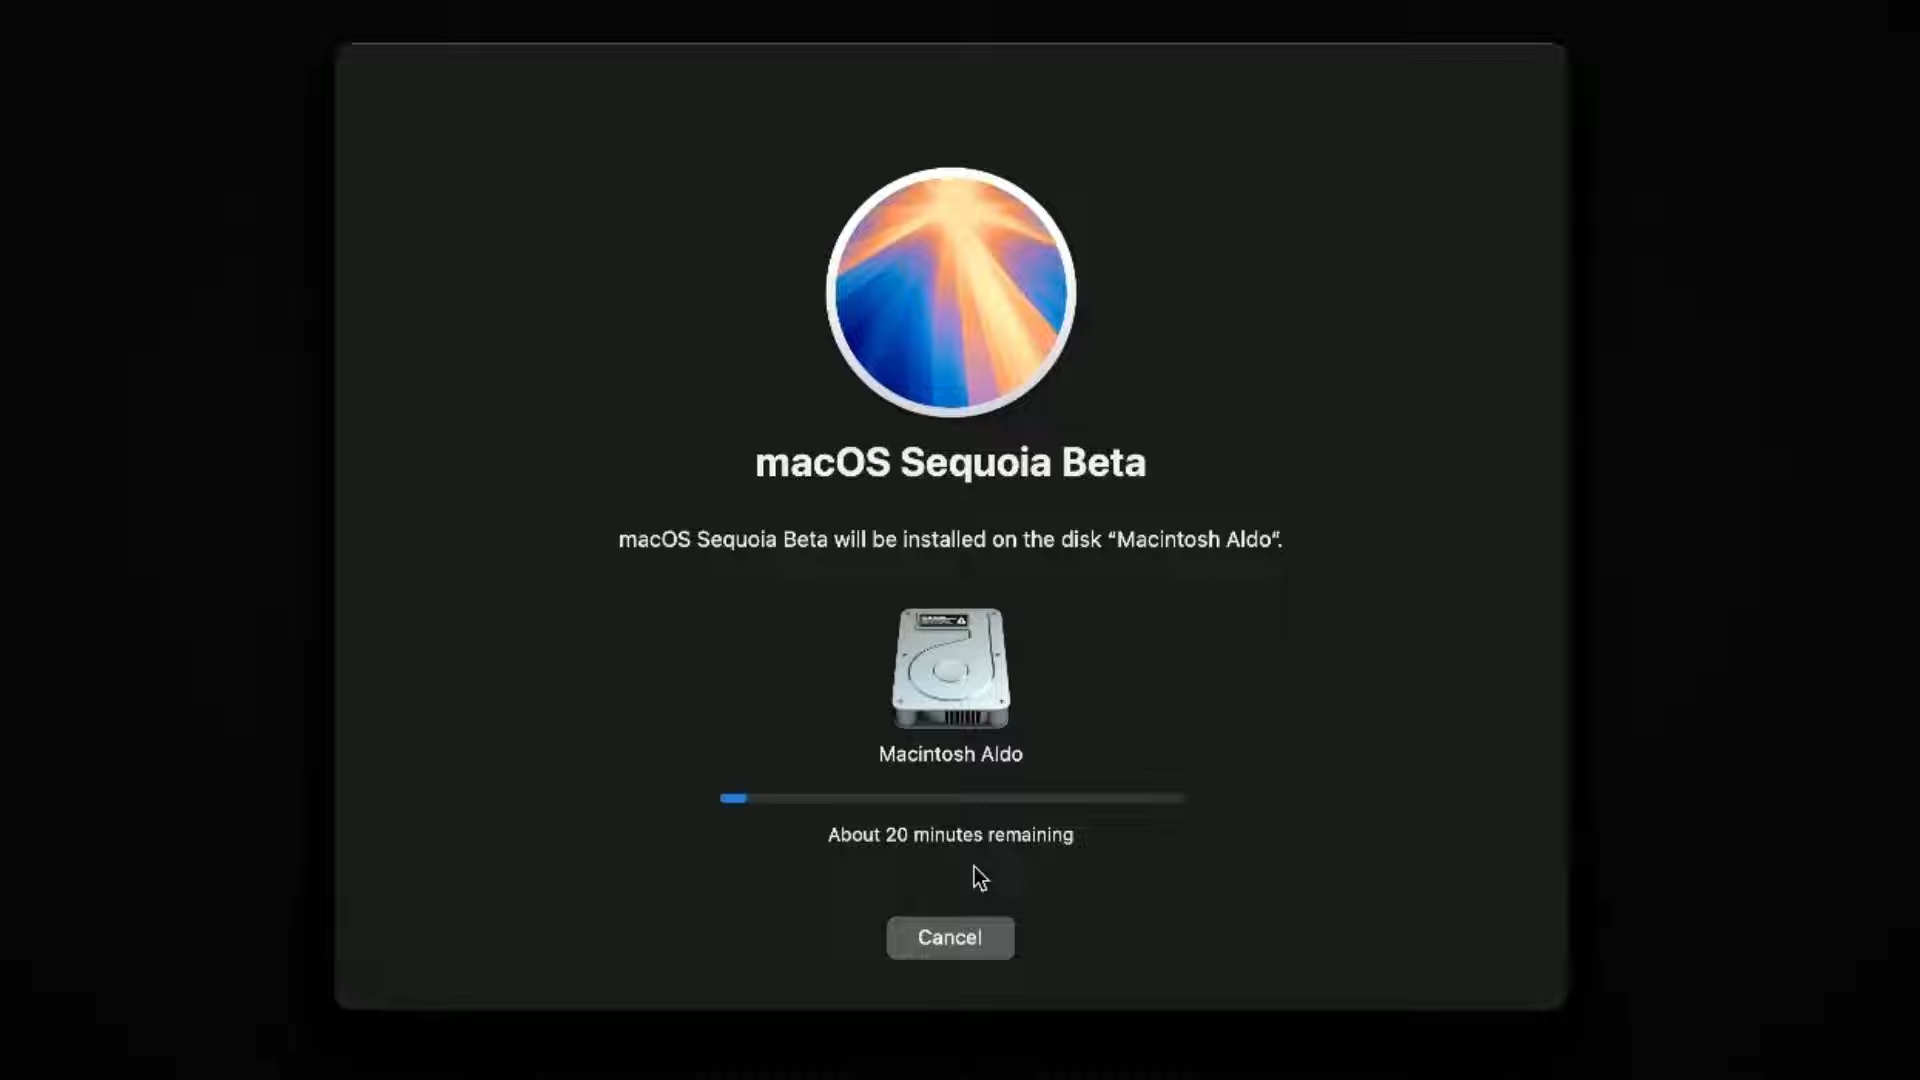 macOS Sequoia Beta
macOS Sequoia Beta will be installed on the disk “Macintosh Aldo“.
Macintosh Aldo
About 20 minutes remaining
Cancel